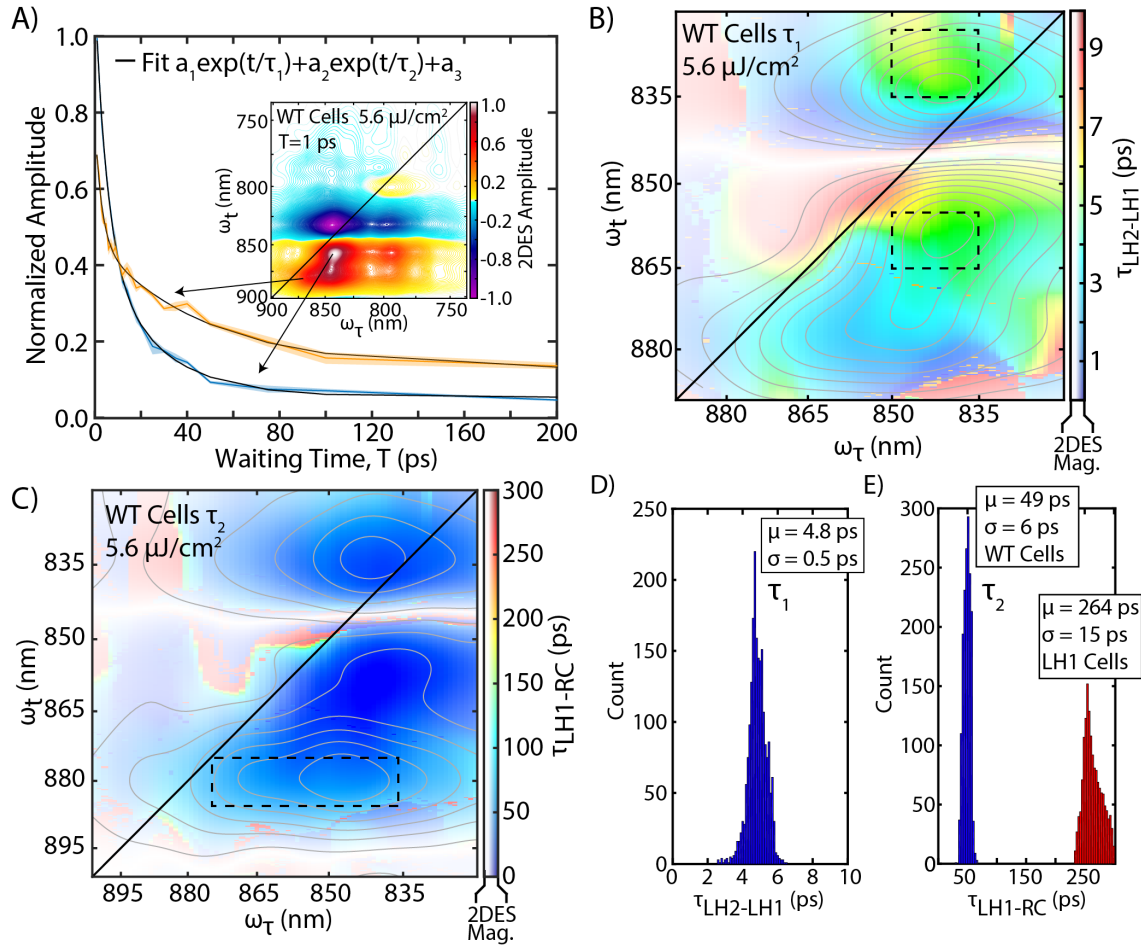 A)
1.0
0.8
0.6
0.4
0.2
0.0
Normalized Amplitude
0
40
80
120
160
200
Waiting Time, T (ps)
Fit a₁exp(t/τ₁)+a₂exp(t/τ₂)+a₃
WT Cells 5.6 μJ/cm²
T=1 ps
750
800
850
900
ωt (nm)
900
850
800
750
ωτ (nm)
1.0
0.6
0.2
-0.2
-0.6
-1.0
2DES Amplitude
B)
WT Cells τ₁
5.6 μJ/cm²
835
850
865
880
ωt (nm)
880
865
850
835
ωτ (nm)
9
7
5
3
1
τLH2-LH1 (ps)
2DES
Mag.
C)
WT Cells τ₂
5.6 μJ/cm²
835
850
865
880
895
ωt (nm)
895
880
865
850
835
ωτ (nm)
300
250
200
150
100
50
0
τLH1-RC (ps)
2DES
Mag.
D)
250
200
150
100
50
0
Count
0
2
4
6
8
10
τLH2-LH1 (ps)
μ = 4.8 ps
σ = 0.5 ps
τ₁
E)
300
250
200
150
100
50
0
Count
50
150
250
τLH1-RC (ps)
μ = 49 ps
σ = 6 ps
WT Cells
τ₂
μ = 264 ps
σ = 15 ps
LH1 Cells